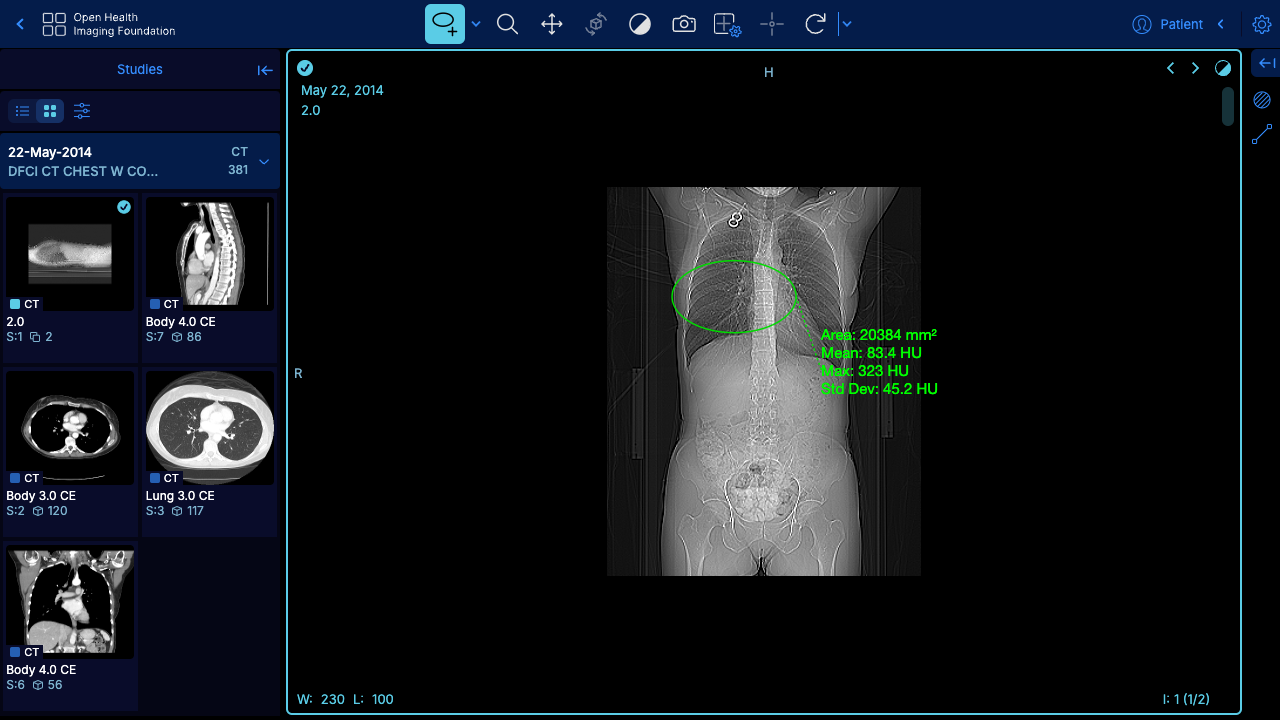 Open Health
Imaging Foundation
Patient
Studies
22-May-2014
CT
DFCI CT CHEST W CO...
381
CT
2.0
S:1 2
CT
Body 4.0 CE
S:7 86
CT
Body 3.0 CE
S:2 120
CT
Lung 3.0 CE
S:3 117
CT
Body 4.0 CE
S:6 56
May 22, 2014
2.0
H
R
Area: 20384 mm²
Mean: 83.4 HU
Max: 323 HU
Std Dev: 45.2 HU
W: 230 L: 100
I: 1 (1/2)